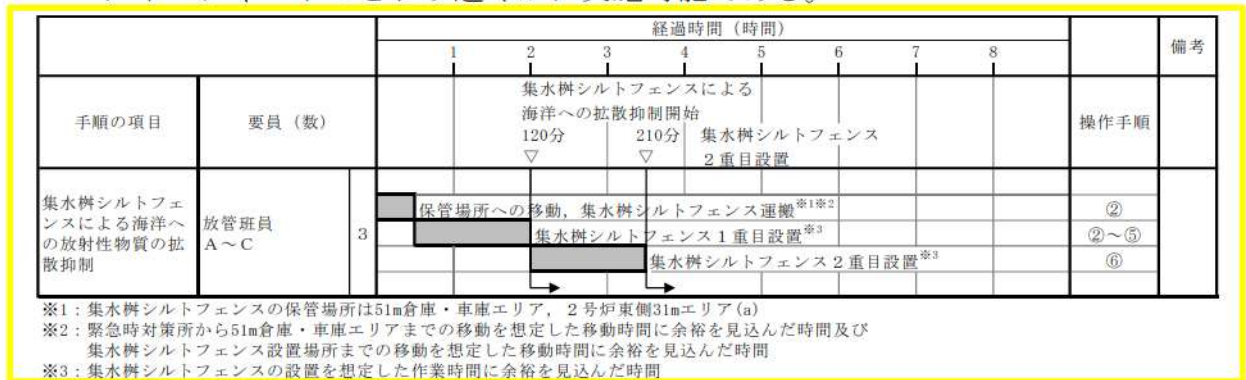 経過時間（時間）
備考
1 2 3 4 5 6 7 8
手順の項目
要員（数）
集水桝シルトフェンスによる
海洋への拡散抑制開始
120分
210分
集水桝シルトフェンス
２重目設置
▽
▽
操作手順
集水桝シルトフェ
ンスによる海洋へ
の放射性物質の拡
散抑制
放管班員
Ａ～Ｃ
3
保管場所への移動，集水桝シルトフェンス運搬※1※2
②
集水桝シルトフェンス１重目設置※3
②～⑤
集水桝シルトフェンス２重目設置※3
⑥
※1：集水桝シルトフェンスの保管場所は51m倉庫・車庫エリア，２号炉東側31mエリア(a)
※2：緊急時対策所から51m倉庫・車庫エリアまでの移動を想定した移動時間に余裕を見込んだ時間及び
集水桝シルトフェンス設置場所までの移動を想定した移動時間に余裕を見込んだ時間
※3：集水桝シルトフェンスの設置を想定した作業時間に余裕を見込んだ時間